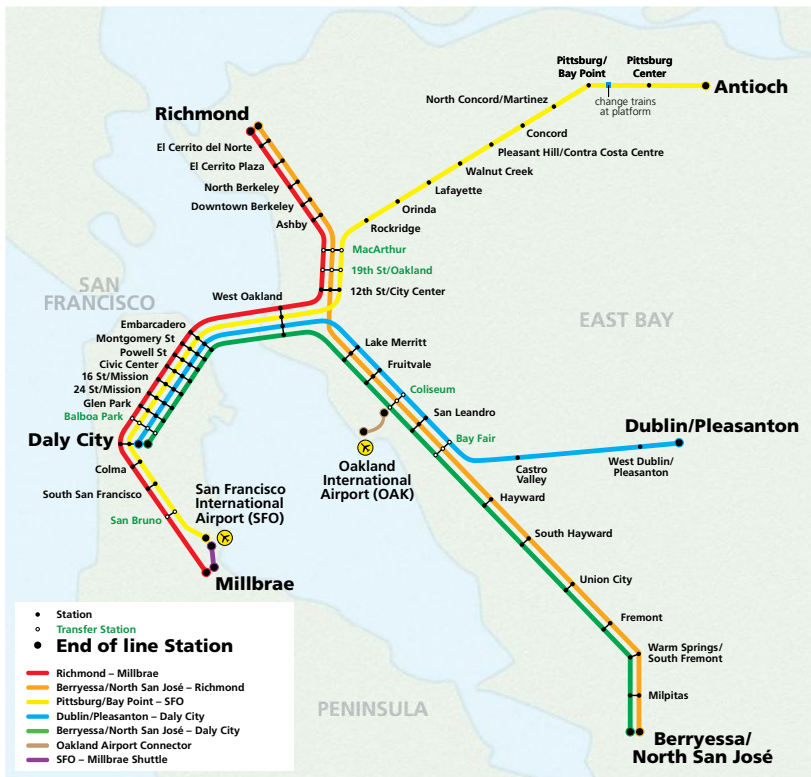 Pittsburg/
Bay Point
Pittsburg
Center
Antioch
change trains
at platform
North Concord/Martinez
Concord
Pleasant Hill/Contra Costa Centre
Walnut Creek
Lafayette
Orinda
Rockridge
Richmond
El Cerrito del Norte
El Cerrito Plaza
North Berkeley
Downtown Berkeley
Ashby
MacArthur
19th St/Oakland
12th St/City Center
SAN
FRANCISCO
EAST BAY
West Oakland
Embarcadero
Montgomery St
Powell St
Civic Center
16 St/Mission
24 St/Mission
Glen Park
Balboa Park
Daly City
Colma
South San Francisco
San Bruno
San Francisco
International
Airport (SFO)
Millbrae
Lake Merritt
Fruitvale
Coliseum
San Leandro
Bay Fair
Oakland
International
Airport (OAK)
Dublin/Pleasanton
West Dublin/
Pleasanton
Castro
Valley
Hayward
South Hayward
Union City
Fremont
Warm Springs/
South Fremont
Milpitas
Berryessa/
North San José
PENINSULA
Station
Transfer Station
End of line Station
Richmond – Millbrae
Berryessa/North San José – Richmond
Pittsburg/Bay Point – SFO
Dublin/Pleasanton – Daly City
Berryessa/North San José – Daly City
Oakland Airport Connector
SFO – Millbrae Shuttle